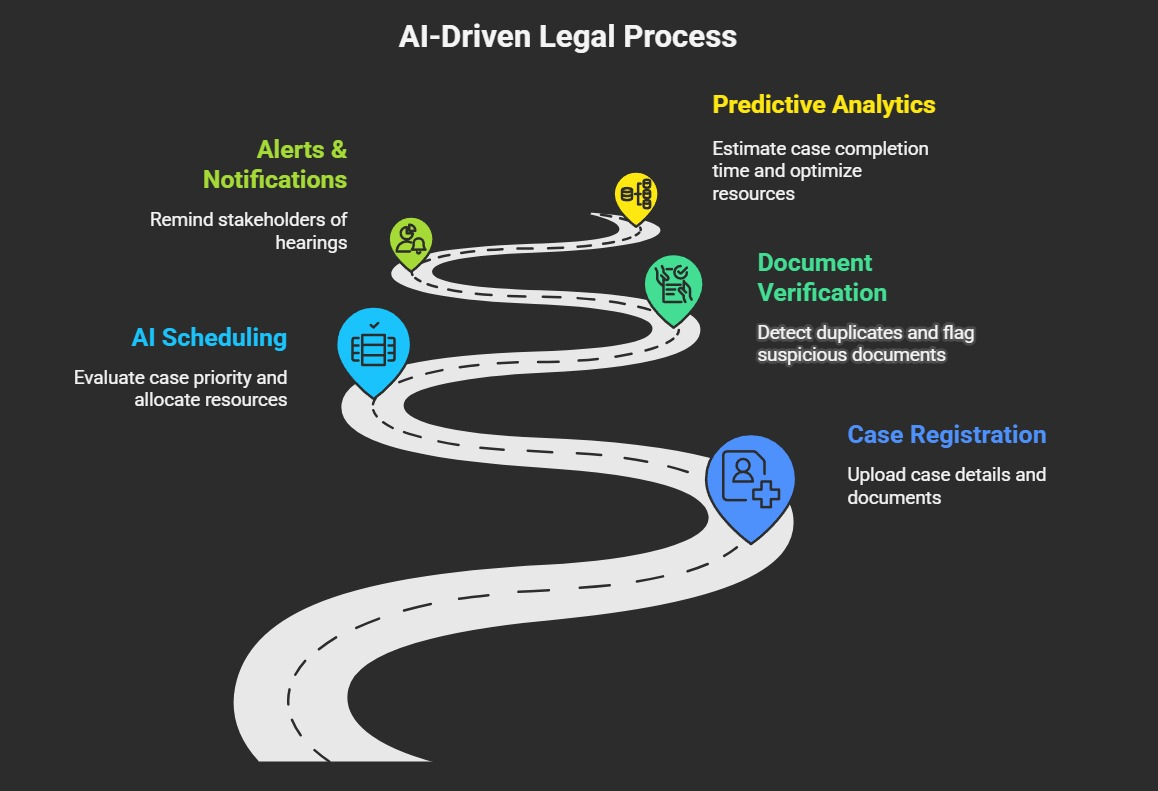 AI-Driven Legal Process
Predictive Analytics
Estimate case completion
time and optimize
resources
Alerts &
Notifications
Remind stakeholders of
hearings
Document
Verification
Detect duplicates and flag
suspicious documents
AI Scheduling
Evaluate case priority and
allocate resources
Case Registration
Upload case details and
documents